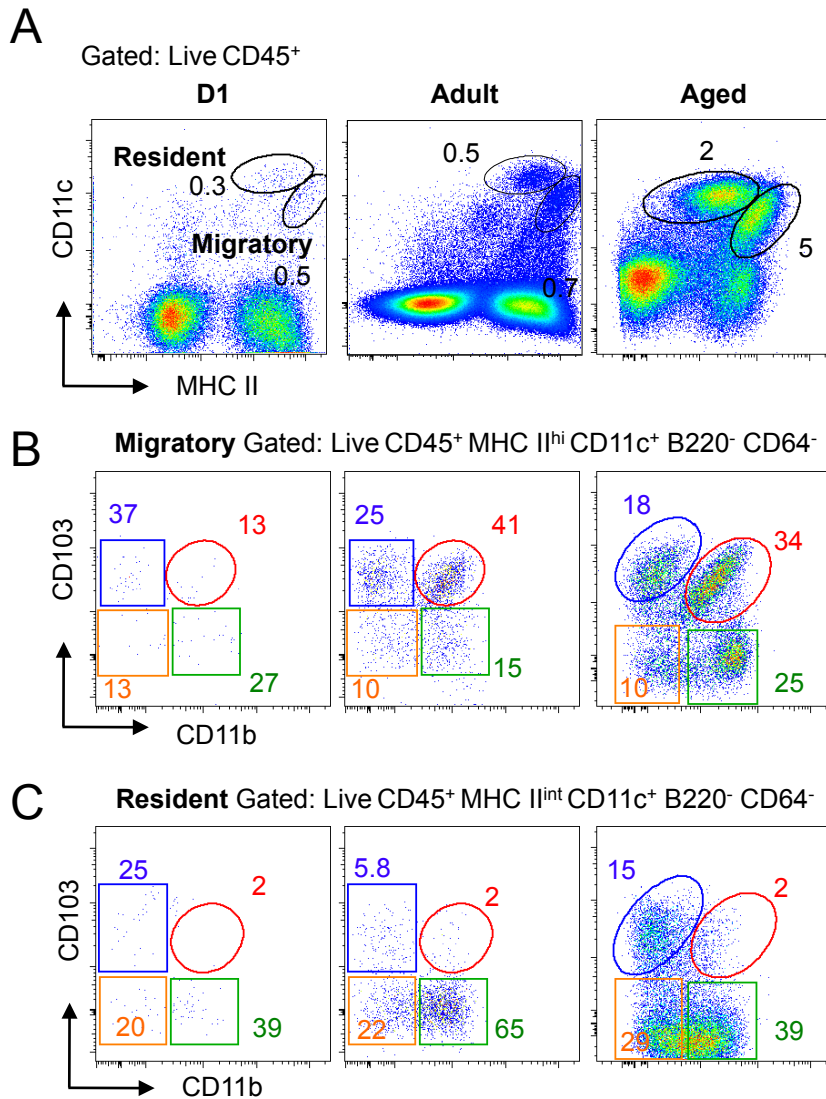 A
Gated: Live CD45⁺
D1 Adult Aged
Resident
0.3
Migratory
0.5
0.5
0.7
2
5
CD11c
MHC II
B
Migratory Gated: Live CD45⁺ MHC IIʰⁱ CD11c⁺ B220⁻ CD64⁻
37 13
13 27
25 41
10 15
18 34
10 25
CD103
CD11b
C
Resident Gated: Live CD45⁺ MHC IIⁱⁿᵗ CD11c⁺ B220⁻ CD64⁻
25 2
20 39
5.8 2
22 65
15 2
29 39
CD103
CD11b